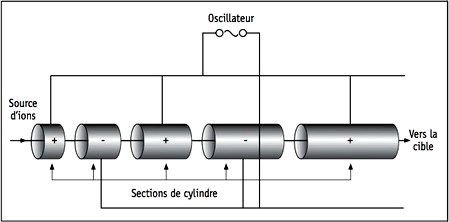 Oscillateur
Source
d'ions
+
-
+
-
+
Vers la
cible
Sections de cylindre